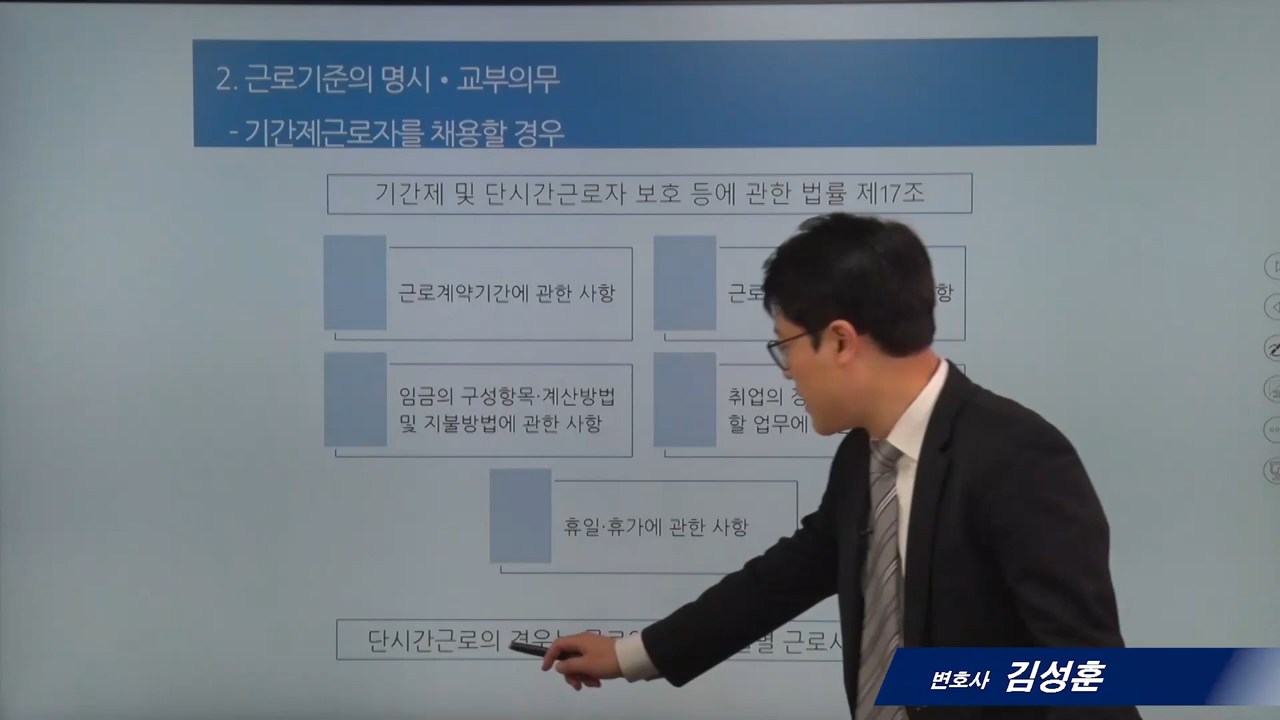 2. 근로기준의 명시•교부의무
- 기간제근로자를 채용할 경우
기간제 및 단시간근로자 보호 등에 관한 법률 제17조
근로계약기간에 관한 사항
근로
항
임금의 구성항목·계산방법
및 지불방법에 관한 사항
취업의
할 업무에
휴일·휴가에 관한 사항
단시간근로의 경우는
근로
변호사 김성훈